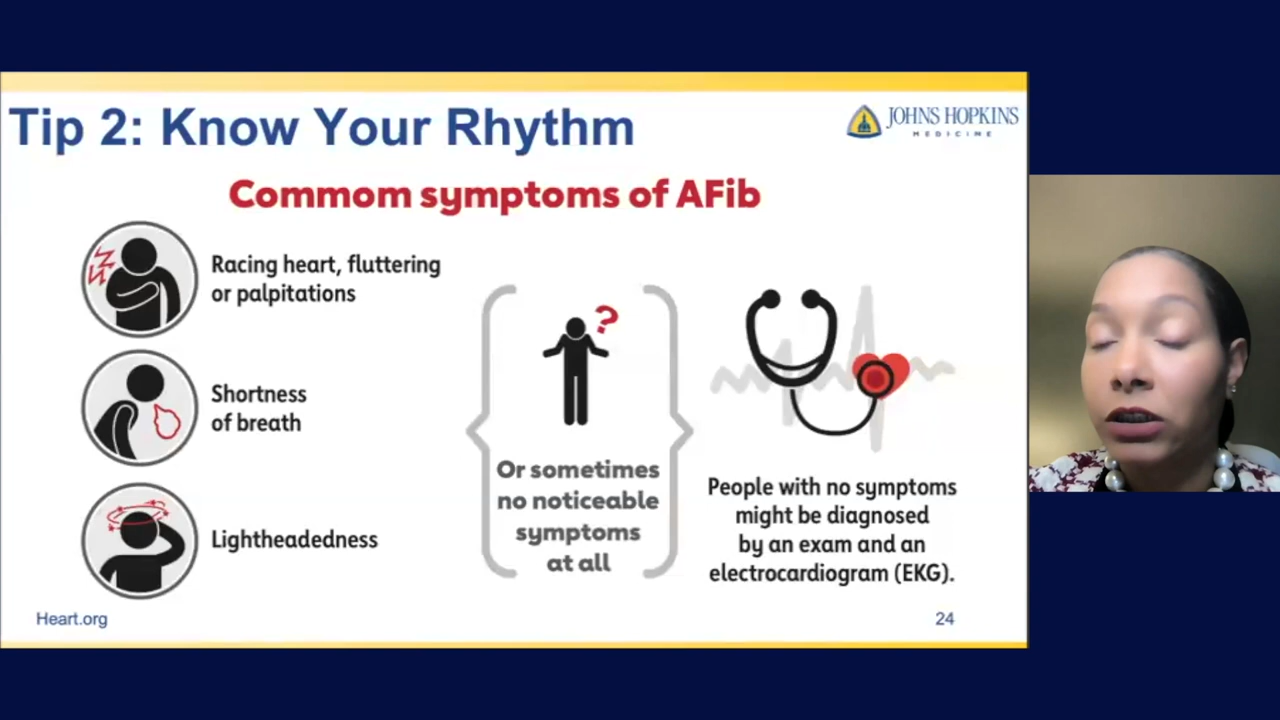 Tip 2: Know Your Rhythm
JOHNS HOPKINS
MEDICINE
Commom symptoms of AFib
Racing heart, fluttering
or palpitations
Shortness
of breath
Lightheadedness
?
Or sometimes
no noticeable
symptoms
at all
People with no symptoms
might be diagnosed
by an exam and an
electrocardiogram (EKG).
Heart.org
24